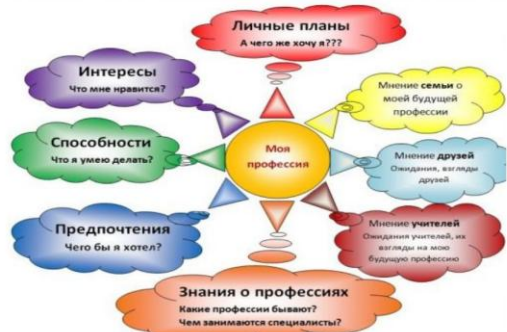 Личные планы
А чего же хочу я???
Интересы
Что мне нравится?
Мнение семьи о
моей будущей
профессии
Способности
Что я умею делать?
Моя
профессия
Мнение друзей
Ожидания, взгляды
друзей
Предпочтения
Чего бы я хотел?
Мнение учителей
Ожидания учителей, их
взгляды на мою
будущую профессию
Знания о профессиях
Какие профессии бывают?
Чем занимаются специалисты?